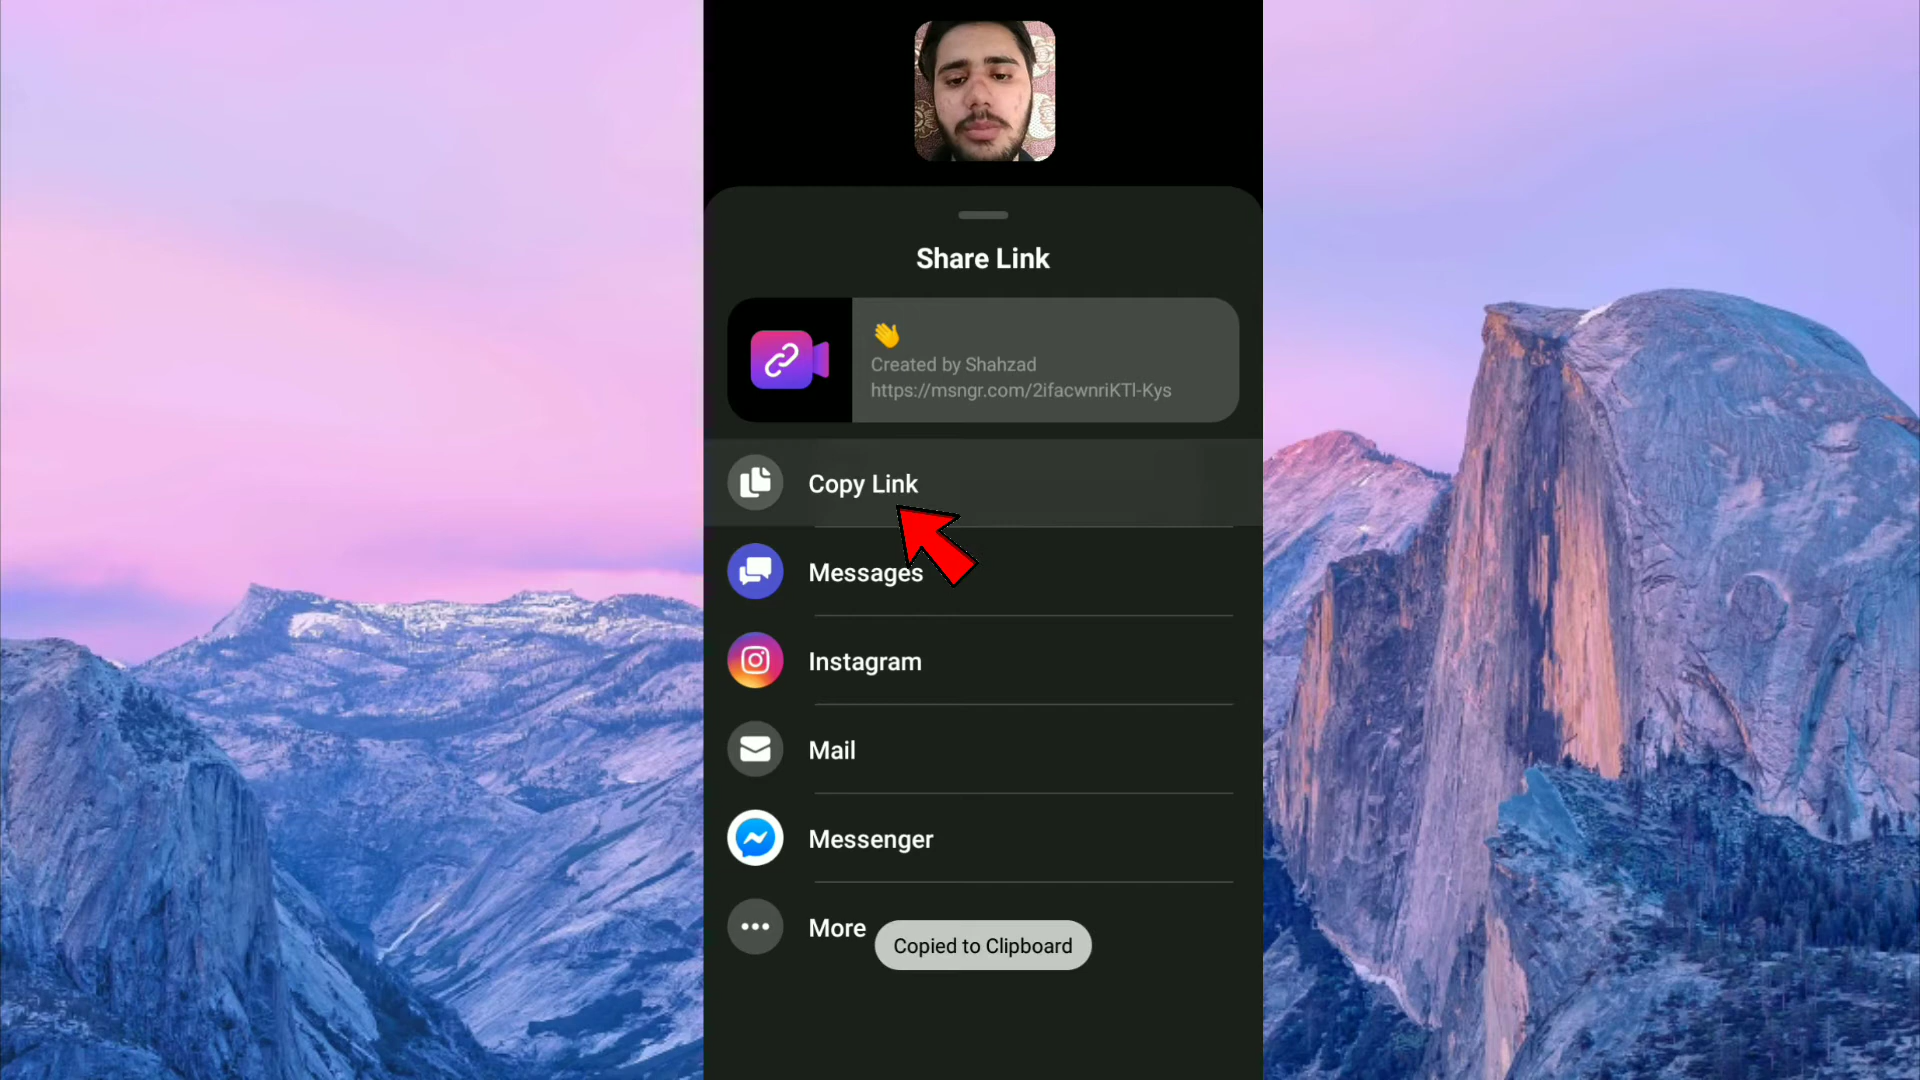 Share Link
👋
Created by Shahzad
https://msngr.com/2ifacwnriKTl-Kys
Copy Link
Messages
Instagram
Mail
Messenger
More
Copied to Clipboard